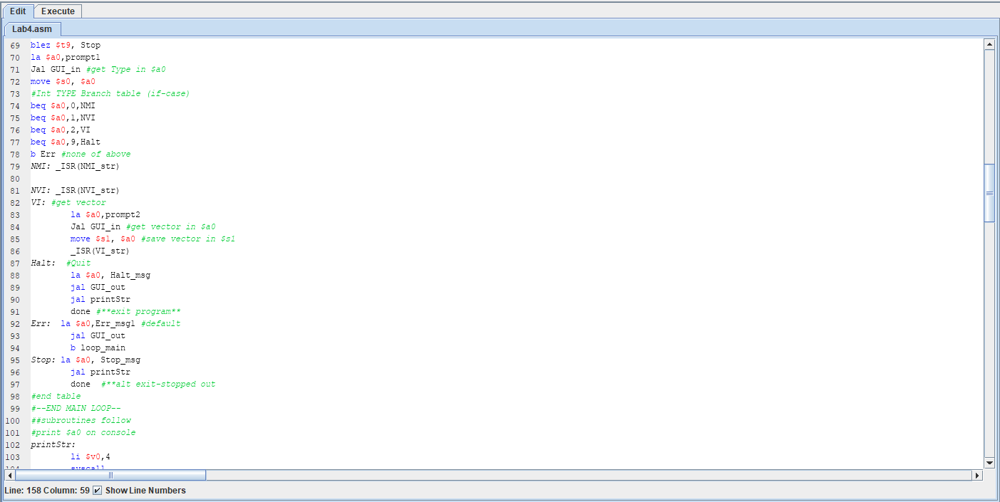 Edit Execute
Lab4.asm
69 blez $t9, Stop
70 la $a0,prompt1
71 Jal GUI_in #get Type in $a0
72 move $s0, $a0
73 #Int TYPE Branch table (if-case)
74 beq $a0,0,NMI
75 beq $a0,1,NVI
76 beq $a0,2,VI
77 beq $a0,9,Halt
78 b Err #none of above
79 NMI: _ISR(NMI_str)
80
81 NVI: _ISR(NVI_str)
82 VI: #get vector
83 la $a0,prompt2
84 Jal GUI_in #get vector in $a0
85 move $s1, $a0 #save vector in $s1
86 _ISR(VI_str)
87 Halt: #Quit
88 la $a0, Halt_msg
89 jal GUI_out
90 jal printStr
91 done #**exit program**
92 Err: la $a0,Err_msg1 #default
93 jal GUI_out
94 b loop_main
95 Stop: la $a0, Stop_msg
96 jal printStr
97 done #**alt exit-stopped out
98 #end table
99 #--END MAIN LOOP--
100 ##subroutines follow
101 #print $a0 on console
102 printStr:
103 li $v0,4
104 syscall
Line: 158 Column: 59 Show Line Numbers